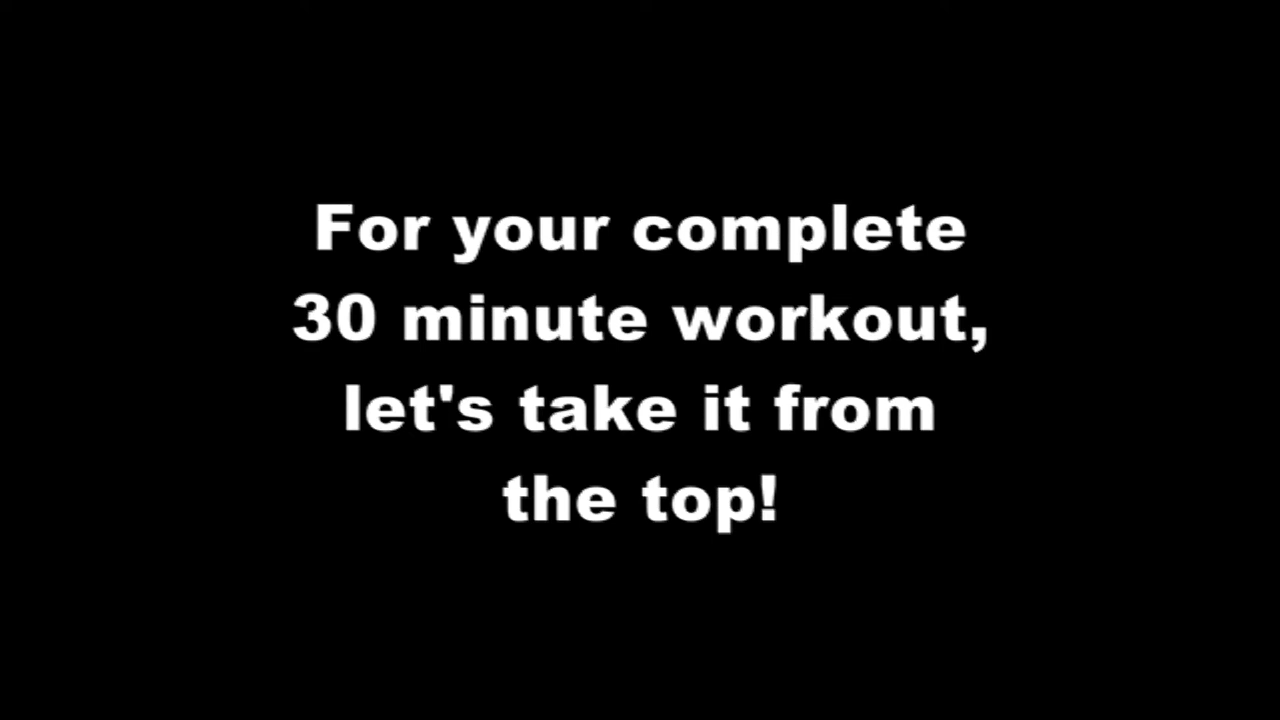 For your complete
30 minute workout,
let's take it from
the top!